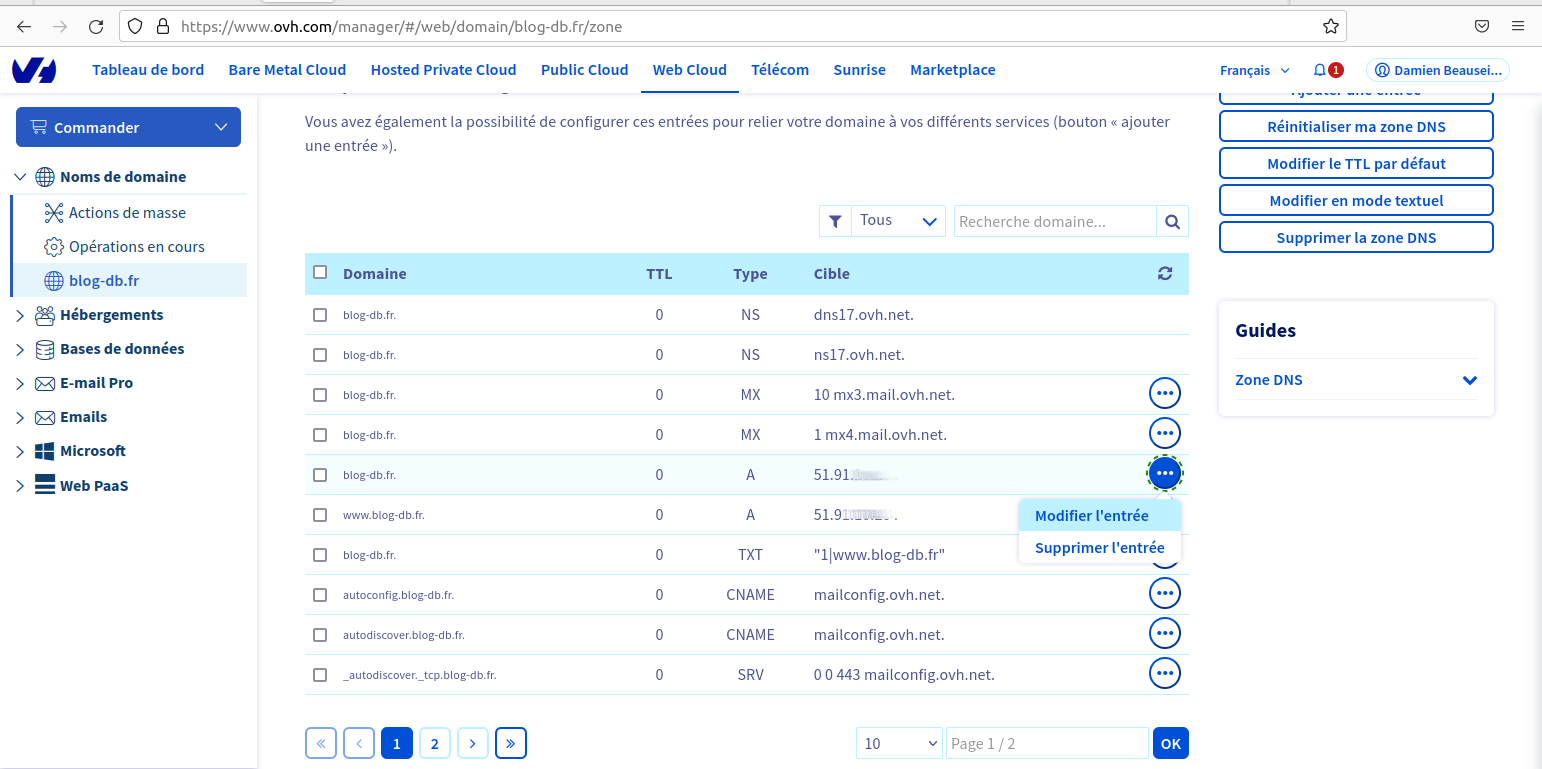 https://www.ovh.com/manager/#/web/domain/blog-db.fr/zone
Tableau de bord
Bare Metal Cloud
Hosted Private Cloud
Public Cloud
Web Cloud
Télécom
Sunrise
Marketplace
Français
1
Damien Beausei...
Commander
Noms de domaine
Actions de masse
Opérations en cours
blog-db.fr
Hébergements
Bases de données
E-mail Pro
Emails
Microsoft
Web PaaS
Vous avez également la possibilité de configurer ces entrées pour relier votre domaine à vos différents services (bouton « ajouter
une entrée »).
Tous
Recherche domaine...
Domaine TTL Type Cible
blog-db.fr. 0 NS dns17.ovh.net.
blog-db.fr. 0 NS ns17.ovh.net.
blog-db.fr. 0 MX 10 mx3.mail.ovh.net.
blog-db.fr. 0 MX 1 mx4.mail.ovh.net.
blog-db.fr. 0 A 51.91.
www.blog-db.fr. 0 A 51.91
blog-db.fr. 0 TXT "1|www.blog-db.fr"
autoconfig.blog-db.fr. 0 CNAME mailconfig.ovh.net.
autodiscover.blog-db.fr. 0 CNAME mailconfig.ovh.net.
_autodiscover._tcp.blog-db.fr. 0 SRV 0 0 443 mailconfig.ovh.net.
Modifier l'entrée
Supprimer l'entrée
« ‹ 1 2 › »
10
Page 1 / 2
OK
Ajouter une entrée
Réinitialiser ma zone DNS
Modifier le TTL par défaut
Modifier en mode textuel
Supprimer la zone DNS
Guides
Zone DNS